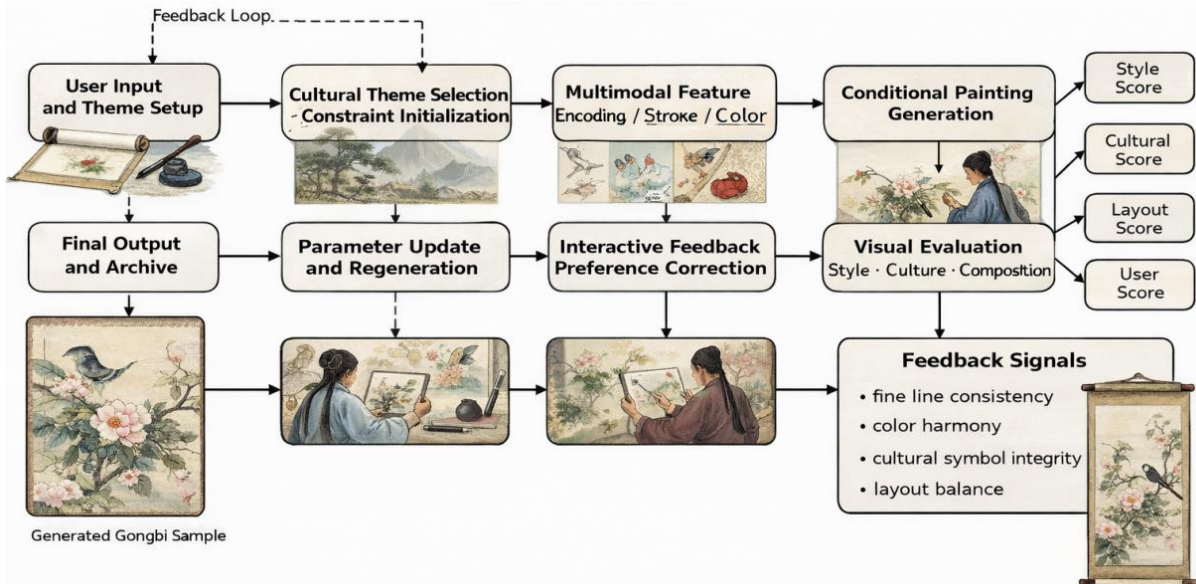 Feedback Loop
User Input
and Theme Setup
Cultural Theme Selection
- Constraint Initialization
Multimodal Feature
Encoding / Stroke / Color
Conditional Painting
Generation
Style
Score
Cultural
Score
Layout
Score
User
Score
Final Output
and Archive
Parameter Update
and Regeneration
Interactive Feedback
Preference Correction
Visual Evaluation
Style · Culture · Composition
Feedback Signals
• fine line consistency
• color harmony
• cultural symbol integrity
• layout balance
Generated Gongbi Sample